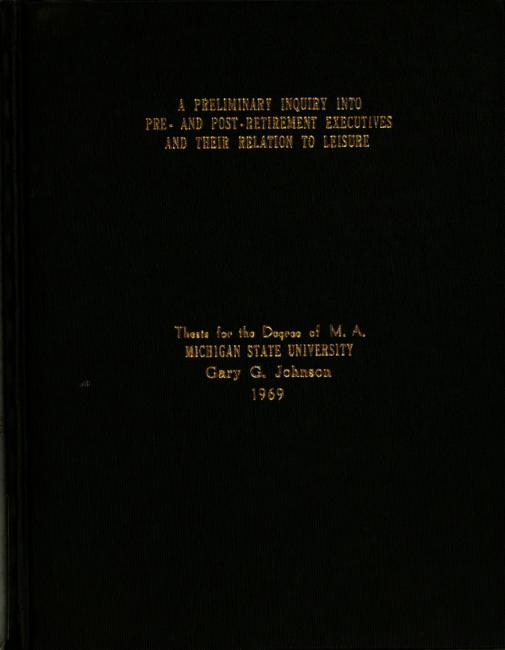 A PRELIMINARY INQUIRY INTO
PRE- AND POST-RETIREMENT EXECUTIVES
AND THEIR RELATION TO LEISURE
Thesis for the Degree of M. A.
MICHIGAN STATE UNIVERSITY
Gary G. Johnson
1969